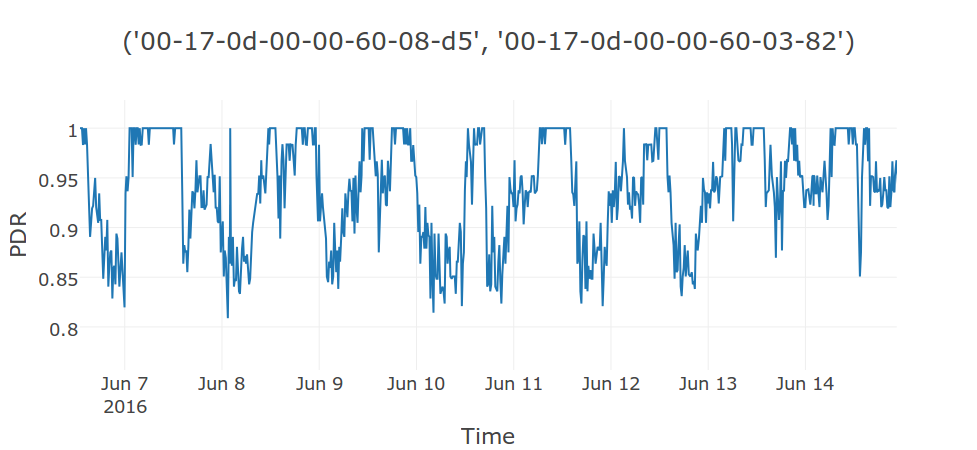 ('00-17-0d-00-00-60-08-d5', '00-17-0d-00-00-60-03-82')
1
0.95
0.9
0.85
0.8
PDR
Jun 7 Jun 8 Jun 9 Jun 10 Jun 11 Jun 12 Jun 13 Jun 14
2016
Time